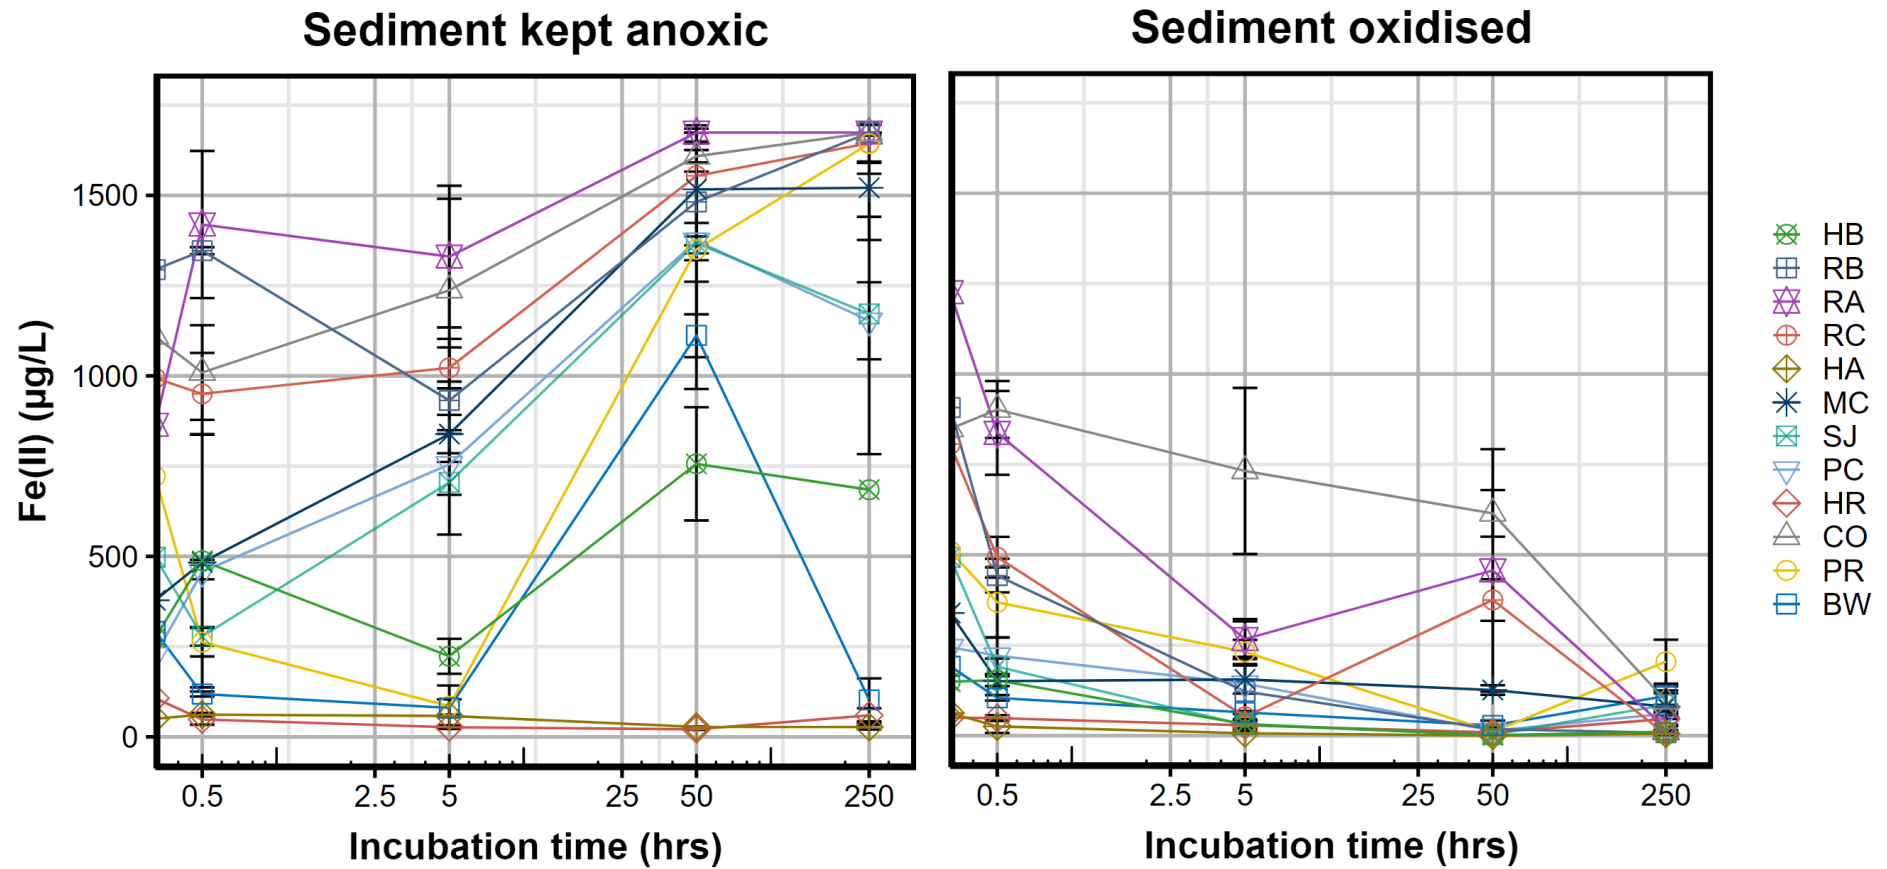 Sediment kept anoxic
Sediment oxidised
Fe(II) (µg/L)
1500
1000
500
0
0.5 2.5 5 25 50 250
0.5 2.5 5 25 50 250
Incubation time (hrs)
Incubation time (hrs)
HB
RB
RA
RC
HA
MC
SJ
PC
HR
CO
PR
BW